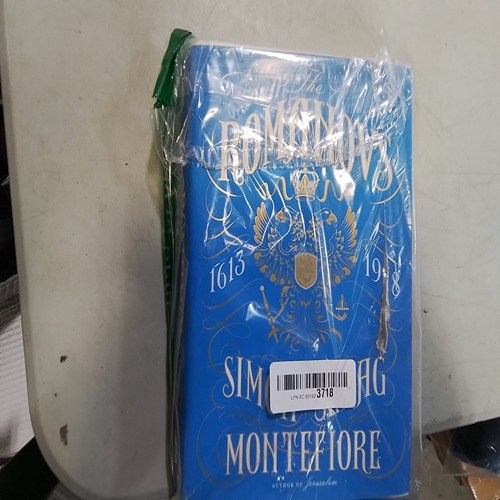 The
ROMANOVS
1613 1918
SIM AG
3718
MONTEFIORE
AUTHOR OF Jerusalem